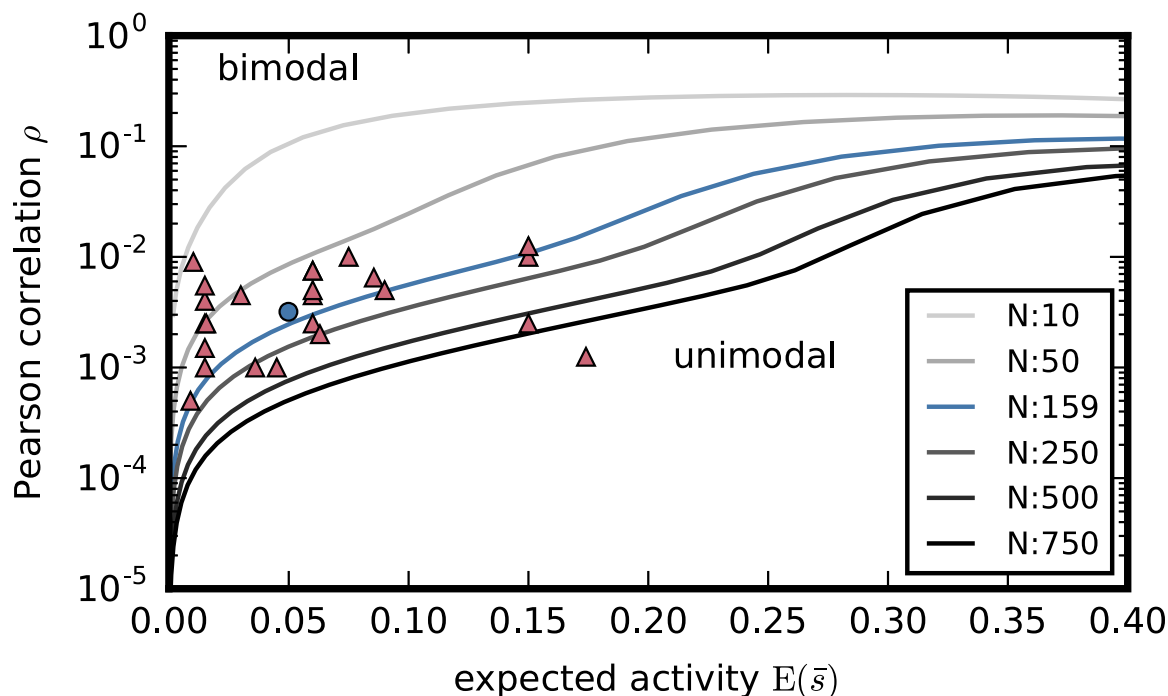 10^0
bimodal
10^-1
10^-2
10^-3
10^-4
10^-5
Pearson correlation ρ
unimodal
N:10
N:50
N:159
N:250
N:500
N:750
0.00 0.05 0.10 0.15 0.20 0.25 0.30 0.35 0.40
expected activity E(s̄)